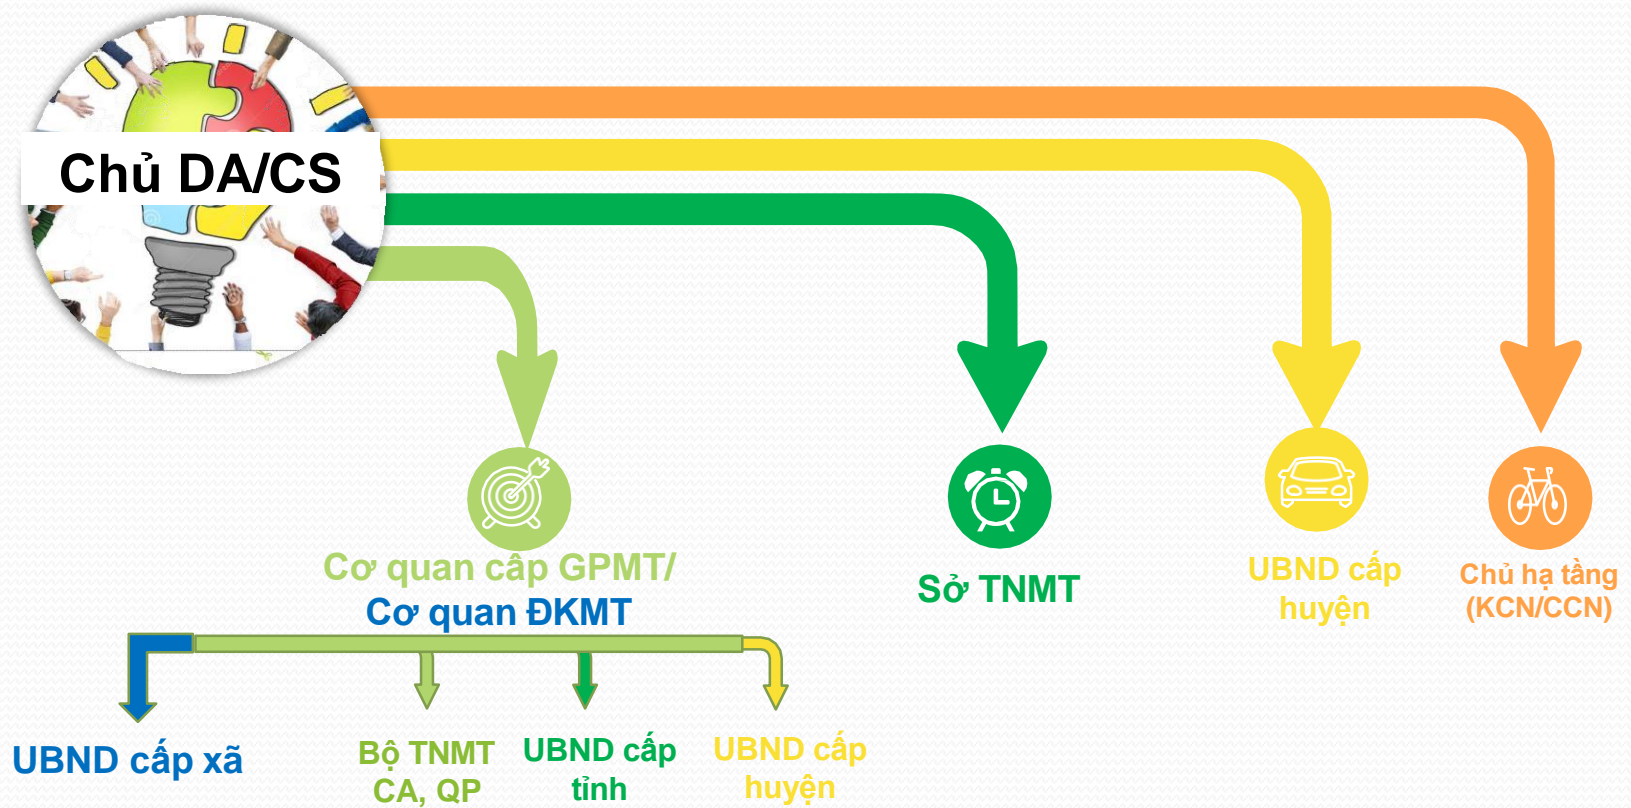 Chủ DA/CS
Cơ quan cấp GPMT/
Cơ quan ĐKMT
Sở TNMT
UBND cấp
huyện
Chủ hạ tầng
(KCN/CCN)
UBND cấp xã
Bộ TNMT
CA, QP
UBND cấp
tỉnh
UBND cấp
huyện